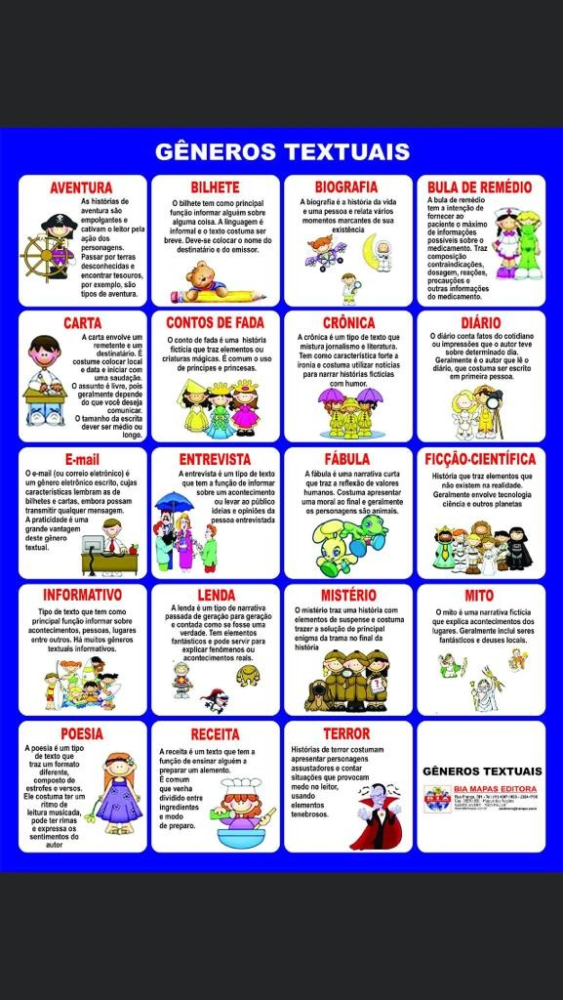 GÊNEROS TEXTUAIS
AVENTURA
As histórias de
aventura são
empolgantes e
cativam o leitor pela
ação dos
personagens.
Passar por terras
desconhecidas e
encontrar tesouros,
por exemplo, são
tipos de aventura.
BILHETE
O bilhete tem como principal
função informar alguém sobre
alguma coisa. A linguagem é
informal e o texto costuma ser
breve. Deve-se colocar o nome do
destinatário e do emissor.
BIOGRAFIA
A biografia é a história da vida
e uma pessoa e relata vários
momentos marcantes de sua
existência
BULA DE REMÉDIO
A bula de remédio
tem a intenção de
fornecer ao
paciente o máximo
de informações
possíveis sobre o
medicamento. Traz
composição
contraindicações,
dosagem, reações,
precauções e
outras informações
do medicamento.
CARTA
A carta envolve um
remetente e um
destinatário. É
costume colocar local
e data e iniciar com
uma saudação.
O assunto é livre, pois
geralmente depende
do que você deseja
comunicar.
O tamanho da escrita
dever ser médio ou
longo.
CONTOS DE FADA
O conto de fada é uma história
fictícia que traz elementos ou
criaturas mágicas. É comum o uso
de príncipes e princesas.
CRÔNICA
A crônica é um tipo de texto que
mistura jornalismo e literatura.
Tem como característica forte a
ironia e costuma utilizar notícias
para narrar histórias fictícias
com humor.
DIÁRIO
O diário conta fatos do cotidiano
ou impressões que o autor teve
sobre determinado dia.
Geralmente é o autor que lê o
diário, que costuma ser escrito
em primeira pessoa.
E-mail
O e-mail (ou correio eletrônico) é
um gênero eletrônico escrito, cujas
características lembram as de
bilhetes e cartas, embora possam
transmitir qualquer mensagem.
A praticidade é uma
grande vantagem
deste gênero
textual.
ENTREVISTA
A entrevista é um tipo de texto
que tem a função de informar
sobre um acontecimento
ou levar ao público
ideias e opiniões da
pessoa entrevistada
FÁBULA
A fábula é uma narrativa curta
que traz a reflexão de valores
humanos. Costuma apresentar
uma moral ao final e geralmente
os personagens são animais.
FICÇÃO-CIENTÍFICA
História que traz elementos que
não existem na realidade.
Geralmente envolve tecnologia
ciência e outros planetas
INFORMATIVO
Tipo de texto que tem como
principal função informar sobre
acontecimentos, pessoas, lugares
entre outros. Há muitos gêneros
textuais informativos.
LENDA
A lenda é um tipo de narrativa
passada de geração para geração
e contada como se fosse uma
verdade. Tem elementos
fantásticos e pode servir para
explicar fenômenos ou
acontecimentos reais.
MISTÉRIO
O mistério traz uma história com
elementos de suspense e costuma
trazer a solução do principal
enigma da trama no final da
história
MITO
O mito é uma narrativa fictícia
que explica acontecimentos dos
lugares. Geralmente inclui seres
fantásticos e deuses locais.
POESIA
A poesia é um tipo
de texto que
traz um formato
diferente,
composto de
estrofes e versos.
Ele costuma ter um
ritmo de
leitura musicada,
pode ter rimas
e expressa os
sentimentos do
autor
RECEITA
A receita é um texto que tem a
função de ensinar alguém a
preparar um alemento.
É comum
que venha
dividido entre
ingredientes
e modo
de preparo.
TERROR
Histórias de terror costumam
apresentar personagens
assustadores e contar
situações que provocam
medo no leitor,
usando
elementos
tenebrosos.
GÊNEROS TEXTUAIS
BIA MAPAS EDITORA